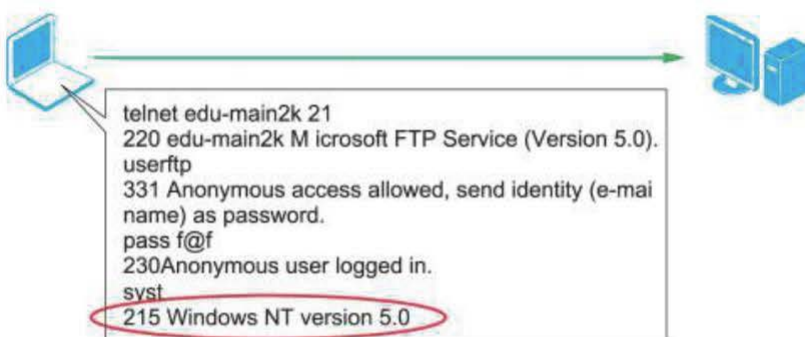 telnet edu-main2k 21
220 edu-main2k M icrosoft FTP Service (Version 5.0).
userftp
331 Anonymous access allowed, send identity (e-mai
name) as password.
pass f@f
230Anonymous user logged in.
syst
215 Windows NT version 5.0